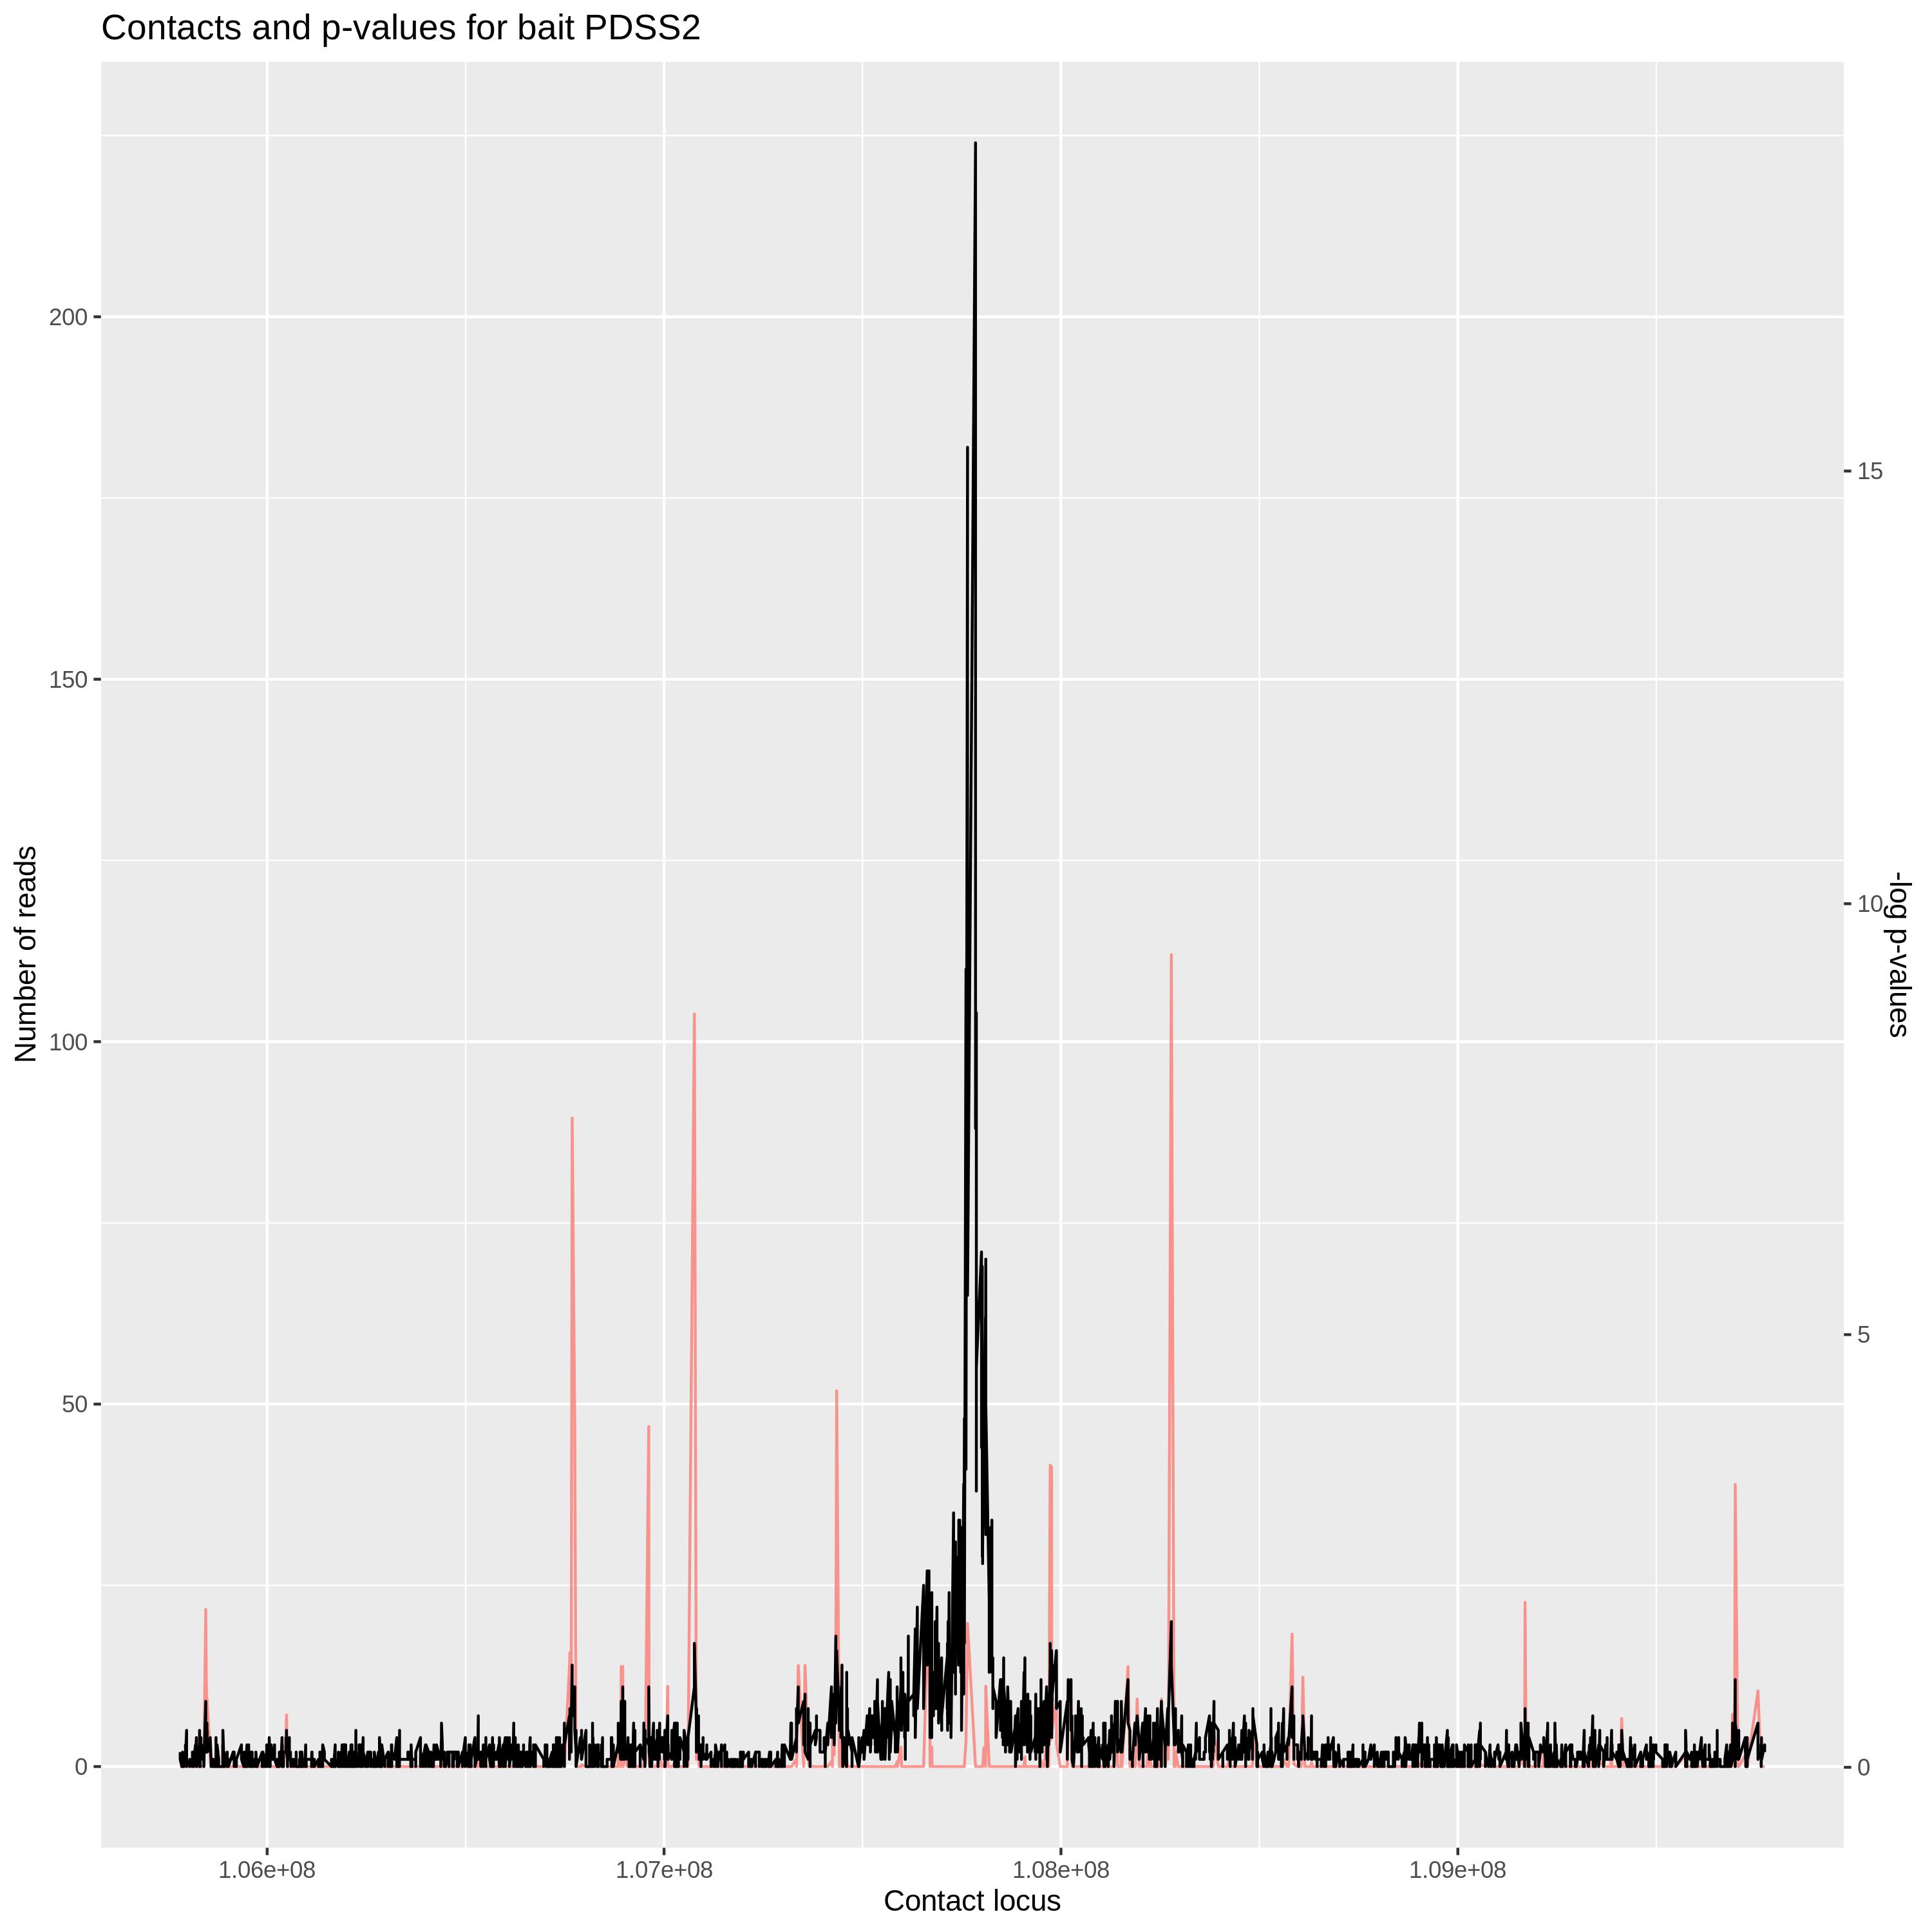 Contacts and p-values for bait PDSS2
200
150
100
50
0
Number of reads
15
10
5
0
-log p-values
1.06e+08
1.07e+08
1.08e+08
1.09e+08
Contact locus